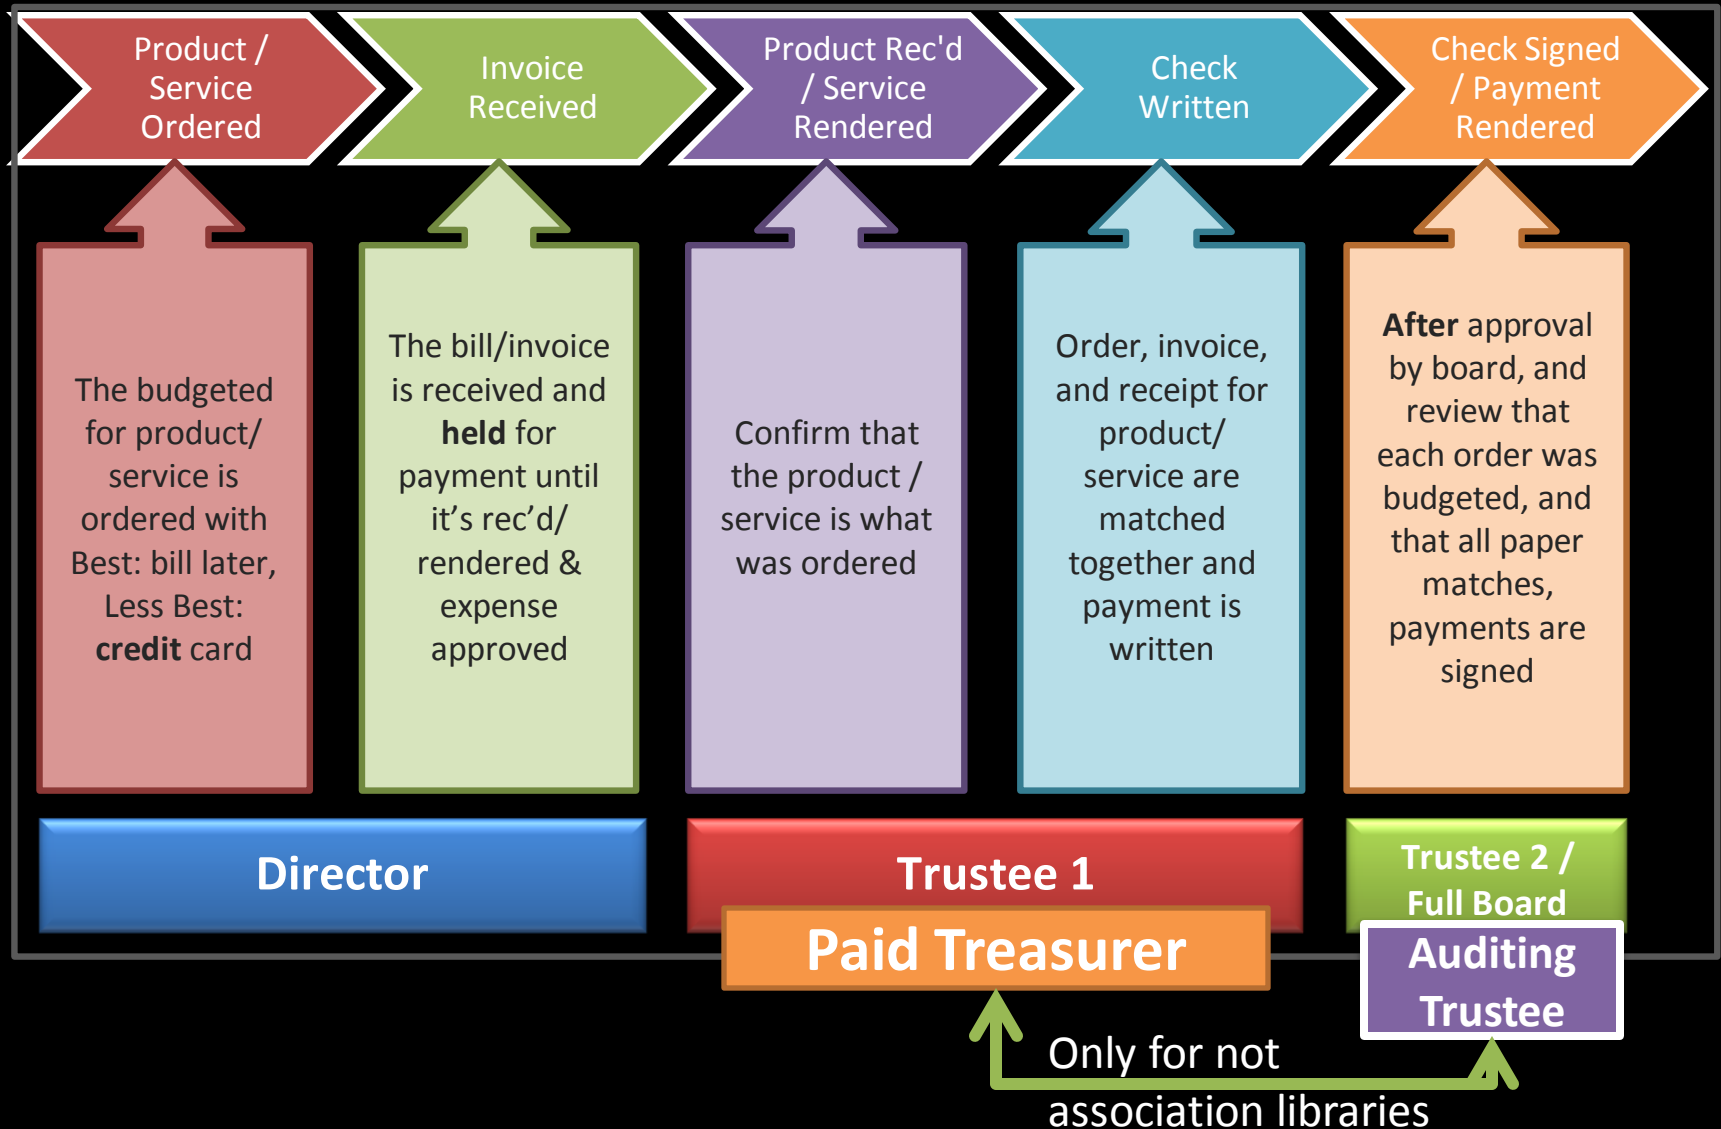 Product /
Service
Ordered
Invoice
Received
Product Rec'd
/ Service
Rendered
Check
Written
Check Signed
/ Payment
Rendered
The budgeted
for product/
service is
ordered with
Best: bill later,
Less Best:
credit card
The bill/invoice
is received and
held for
payment until
it’s rec’d/
rendered &
expense
approved
Confirm that
the product /
service is what
was ordered
Order, invoice,
and receipt for
product/
service are
matched
together and
payment is
written
After approval
by board, and
review that
each order was
budgeted, and
that all paper
matches,
payments are
signed
Director
Trustee 1
Trustee 2 /
Full Board
Paid Treasurer
Auditing
Trustee
Only for not
association libraries